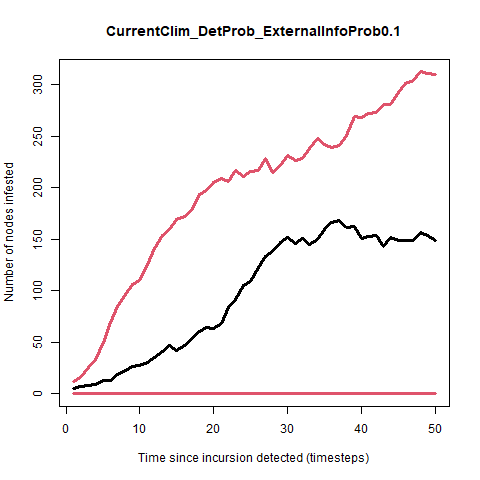 CurrentClim_DetProb_ExternalInfoProb0.1
Number of nodes infested
300
250
200
150
100
50
0
0 10 20 30 40 50
Time since incursion detected (timesteps)